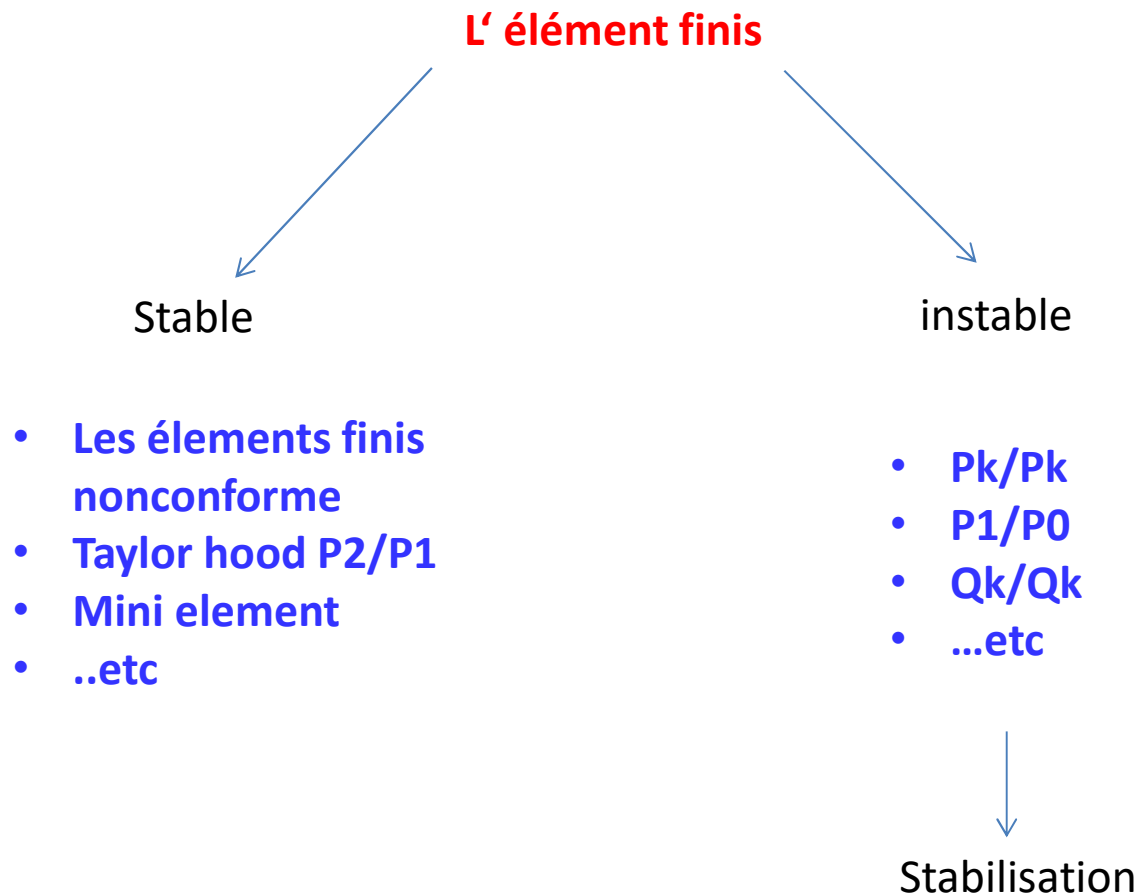 L‘ élément finis
Stable
• Les élements finis
nonconforme
• Taylor hood P2/P1
• Mini element
• ..etc
instable
• Pk/Pk
• P1/P0
• Qk/Qk
• …etc
Stabilisation